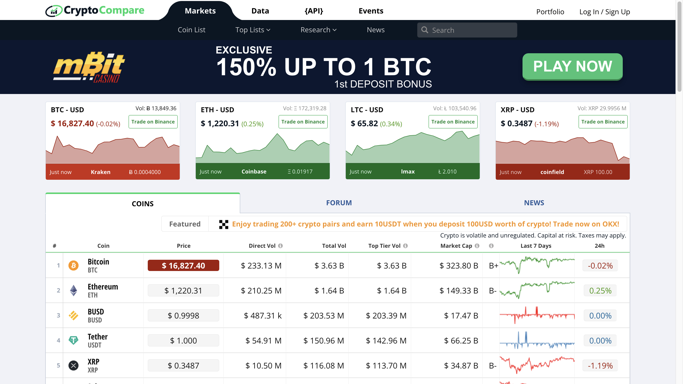 CryptoCompare
Markets Data {API} Events Portfolio Log In / Sign Up
Coin List Top Lists Research News Search
mBit CASINO
EXCLUSIVE
150% UP TO 1 BTC
1st DEPOSIT BONUS
PLAY NOW
BTC - USD Vol: Ƀ 13,849.36
$ 16,827.40 (-0.02%) Trade on Binance
Just now Kraken Ƀ 0.0004000
ETH - USD Vol: Ξ 172,319.28
$ 1,220.31 (0.25%) Trade on Binance
Just now Coinbase Ξ 0.01917
LTC - USD Vol: Ł 103,540.96
$ 65.82 (0.34%) Trade on Binance
Just now lmax Ł 2.010
XRP - USD Vol: XRP 29.9956 M
$ 0.3487 (-1.19%) Trade on Binance
Just now coinfield XRP 100.00
COINS FORUM NEWS
Featured Enjoy trading 200+ crypto pairs and earn 10USDT when you deposit 100USD worth of crypto! Trade now on OKX!
Crypto is volatile and unregulated. Capital at risk. Taxes may apply.
# Coin Price Direct Vol Total Vol Top Tier Vol Market Cap Last 7 Days 24h
1 Bitcoin BTC $ 16,827.40 $ 233.13 M $ 3.63 B $ 3.63 B $ 323.80 B B+ -0.02%
2 Ethereum ETH $ 1,220.31 $ 210.25 M $ 1.64 B $ 1.64 B $ 149.33 B B- 0.25%
3 BUSD BUSD $ 0.9998 $ 487.31 k $ 203.53 M $ 203.39 M $ 17.47 B 0.00%
4 Tether USDT $ 1.000 $ 54.91 M $ 150.96 M $ 142.96 M $ 66.25 B 0.00%
5 XRP XRP $ 0.3487 $ 10.50 M $ 116.08 M $ 113.70 M $ 34.87 B B- -1.19%